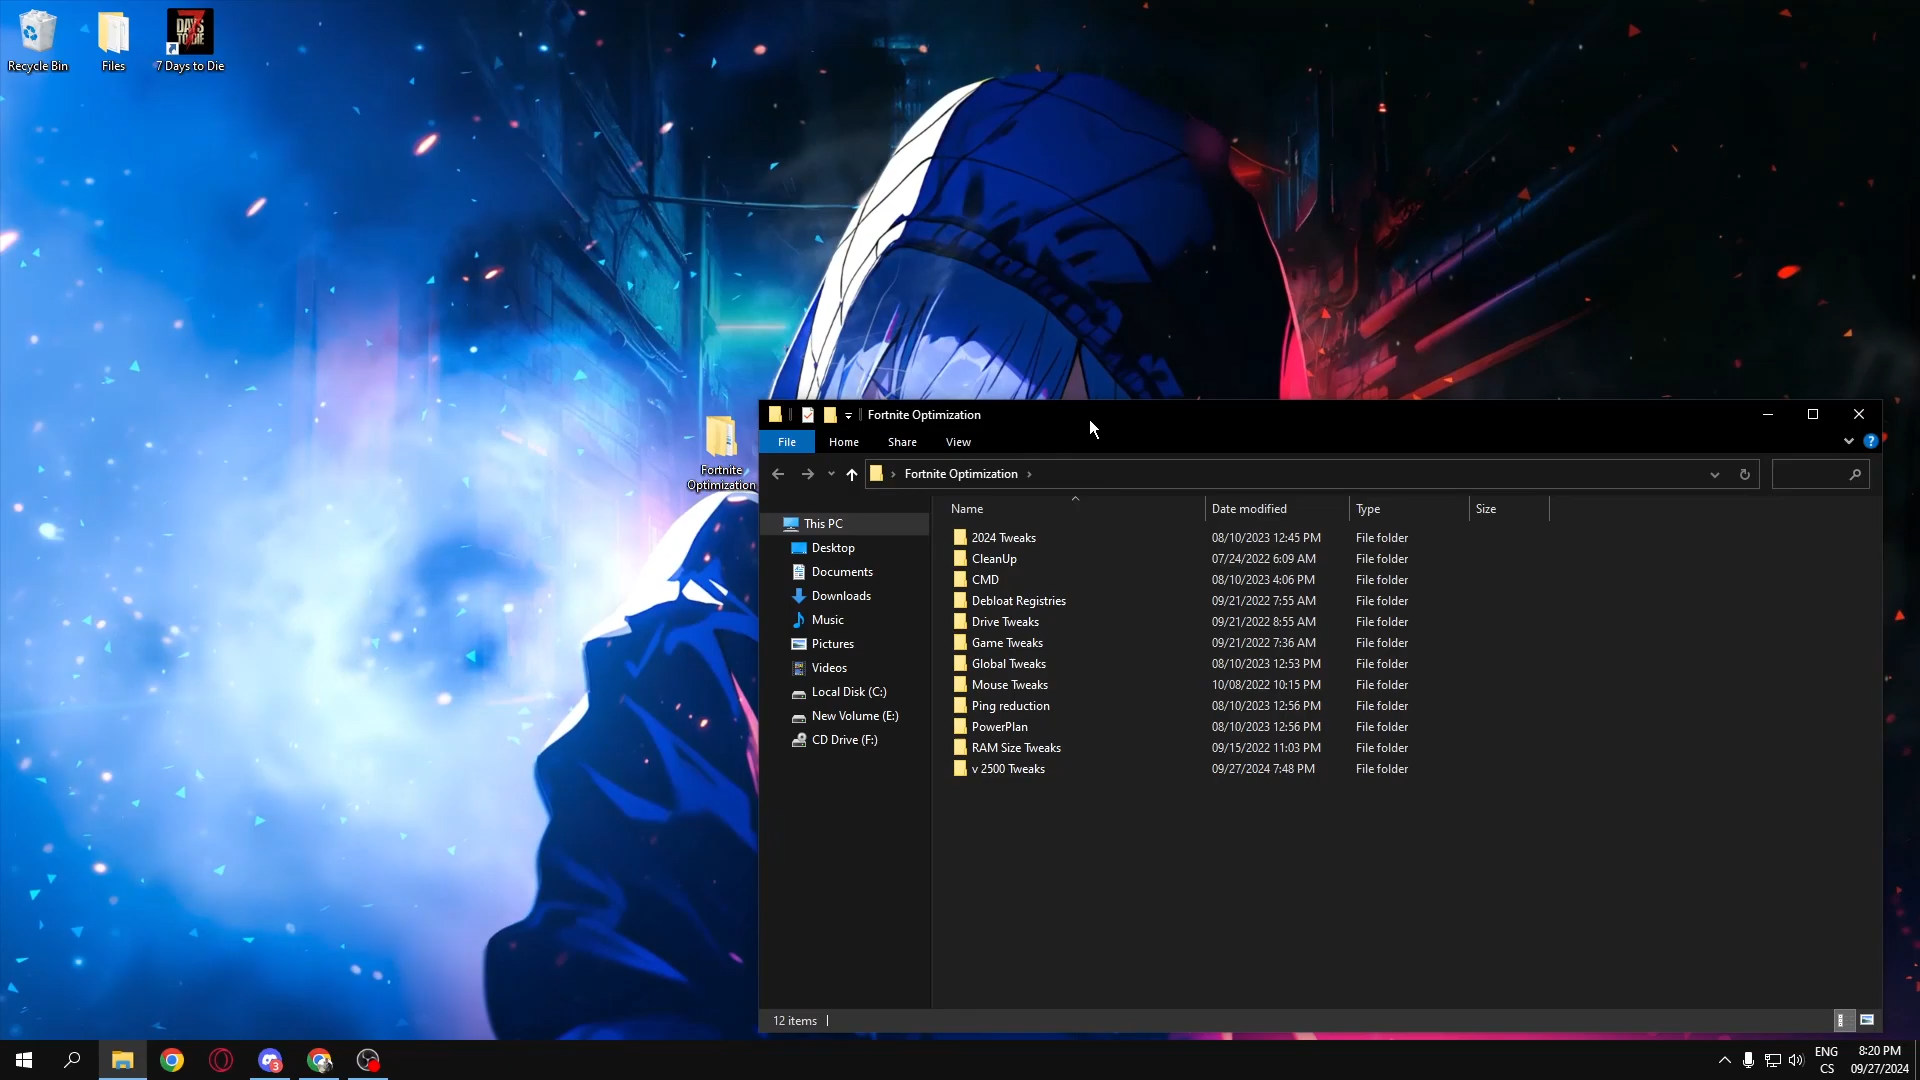 Recycle Bin
Files
DAYS
TO DIE
7 Days to Die
Fortnite
Optimization
Fortnite Optimization
File
Home
Share
View
Fortnite Optimization
This PC
Desktop
Documents
Downloads
Music
Pictures
Videos
Local Disk (C:)
New Volume (E:)
CD Drive (F:)
Name Date modified Type Size
2024 Tweaks 08/10/2023 12:45 PM File folder
CleanUp 07/24/2022 6:09 AM File folder
CMD 08/10/2023 4:06 PM File folder
Debloat Registries 09/21/2022 7:55 AM File folder
Drive Tweaks 09/21/2022 8:55 AM File folder
Game Tweaks 09/21/2022 7:36 AM File folder
Global Tweaks 08/10/2023 12:53 PM File folder
Mouse Tweaks 10/08/2022 10:15 PM File folder
Ping reduction 08/10/2023 12:56 PM File folder
PowerPlan 08/10/2023 12:56 PM File folder
RAM Size Tweaks 09/15/2022 11:03 PM File folder
v 2500 Tweaks 09/27/2024 7:48 PM File folder
12 items
3
ENG
CS
8:20 PM
09/27/2024